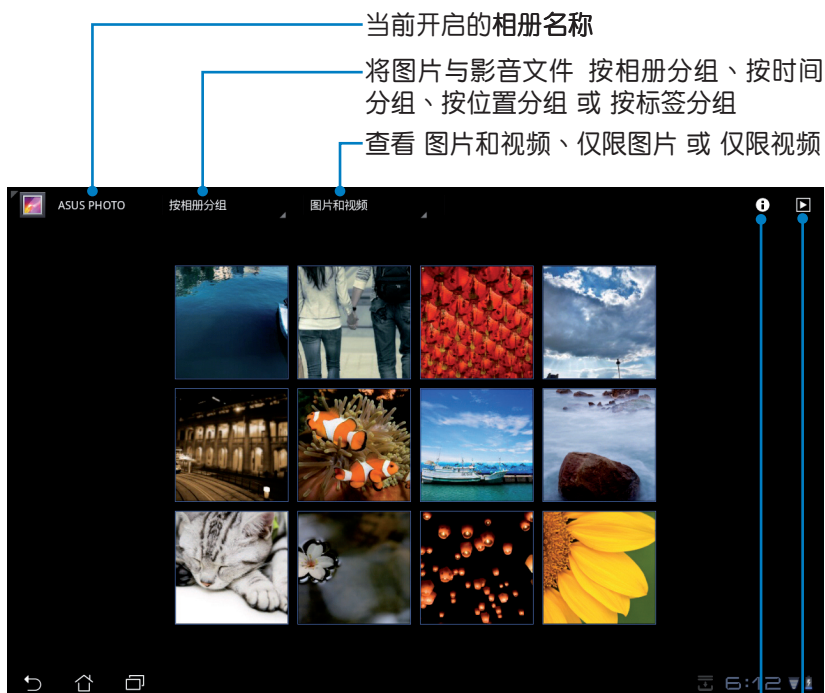 当前开启的相册名称
将图片与影音文件 按相册分组、按时间
分组、按位置分组 或 按标签分组
查看 图片和视频、仅限图片 或 仅限视频
ASUS PHOTO 按相册分组 图片和视频
6:12